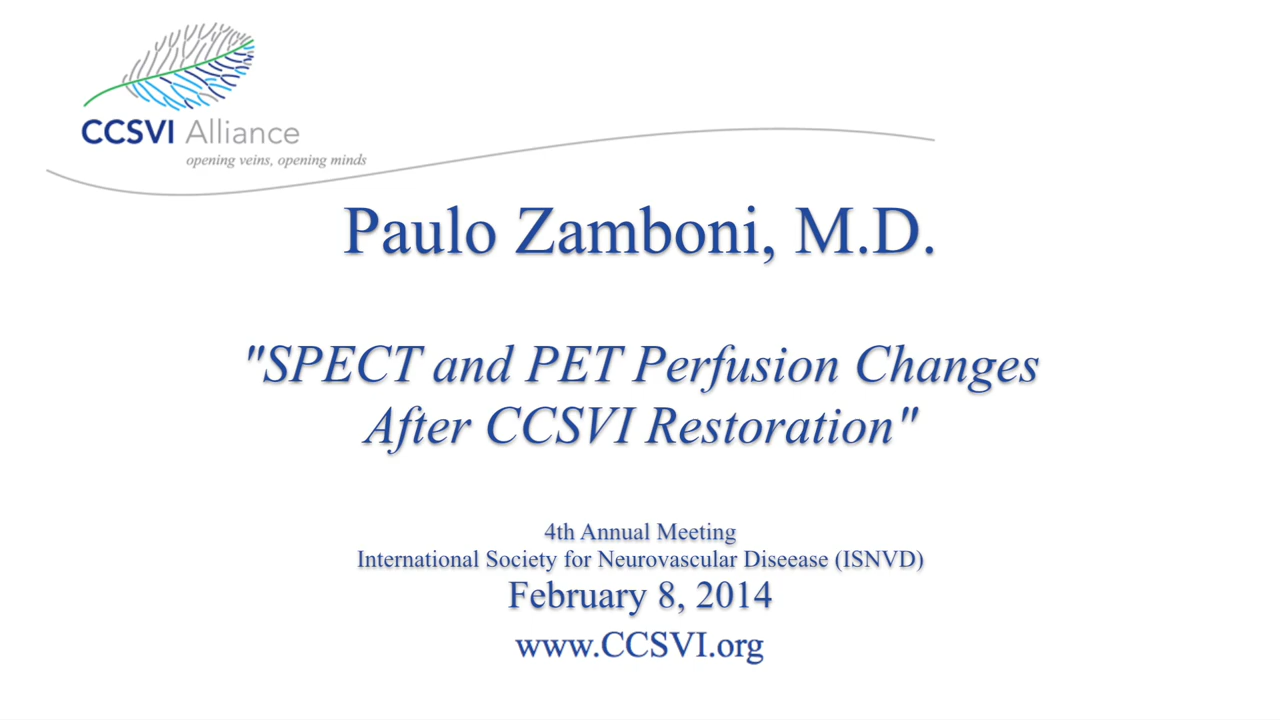 CCSVI Alliance
opening veins, opening minds
Paulo Zamboni, M.D.
"SPECT and PET Perfusion Changes
After CCSVI Restoration"
4th Annual Meeting
International Society for Neurovascular Diseease (ISNVD)
February 8, 2014
www.CCSVI.org